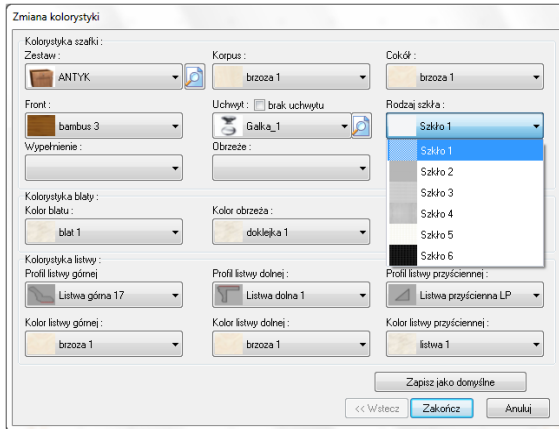 Zmiana kolorystyki
Kolorystyka szafki :
Zestaw : Korpus : Cokół :
ANTYK brzoza 1 brzoza 1
Front : Uchwyt : brak uchwytu Rodzaj szkła :
bambus 3 Gałka_1 Szkło 1
Wypełnienie : Obrzeże :
Szkło 1
Szkło 2
Szkło 3
Szkło 4
Szkło 5
Szkło 6
Kolorystyka blaty :
Kolor blatu : Kolor obrzeża :
blat 1 doklejka 1
Kolorystyka listwy :
Profil listwy górnej Profil listwy dolnej : Profil listwy przyściennej :
Listwa górna 17 Listwa dolna 1 Listwa przyścienna LP
Kolor listwy górnej : Kolor listwy dolnej : Kolor listwy przyściennej :
brzoza 1 brzoza 1 listwa 1
Zapisz jako domyślne
<< Wstecz Zakończ Anuluj